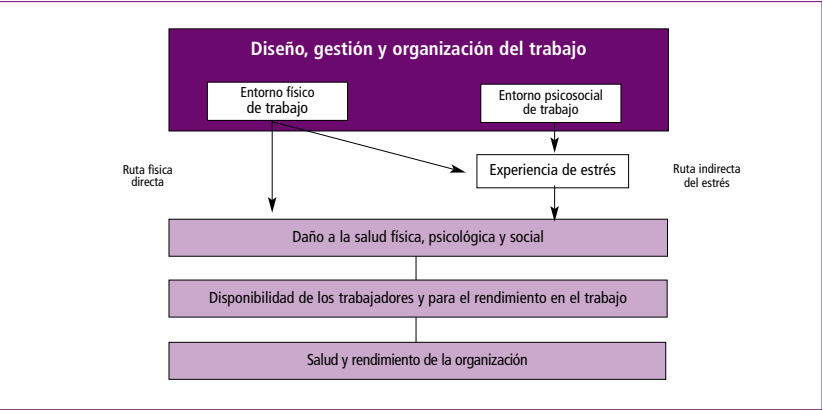 Diseño, gestión y organización del trabajo
Entorno físico
de trabajo
Entorno psicosocial
de trabajo
Ruta fisica
directa
Experiencia de estrés
Ruta indirecta
del estrés
Daño a la salud física, psicológica y social
Disponibilidad de los trabajadores y para el rendimiento en el trabajo
Salud y rendimiento de la organización